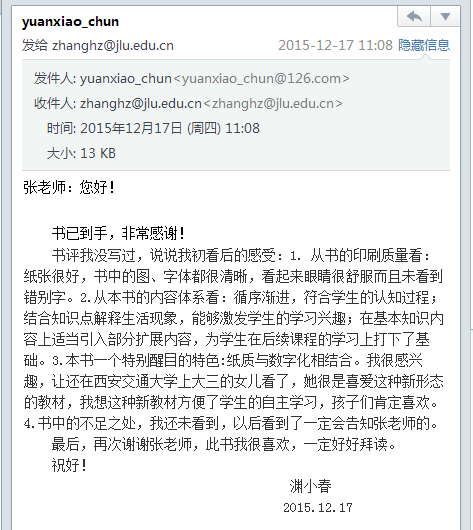 yuanxiao_chun
发给 zhanghz@jlu.edu.cn 2015-12-17 11:08 隐藏信息
发件人: yuanxiao_chun<yuanxiao_chun@126.com>
收件人: zhanghz@jlu.edu.cn<zhanghz@jlu.edu.cn>
时间: 2015年12月17日 (周四) 11:08
大小: 13 KB
张老师：您好！
书已到手，非常感谢！
书评我没写过，说说我初看后的感受：1. 从书的印刷质量看：
纸张很好，书中的图、字体都很清晰，看起来眼睛很舒服而且未看到
错别字。2.从本书的内容体系看：循序渐进，符合学生的认知过程；
结合知识点解释生活现象，能够激发学生的学习兴趣；在基本知识内
容上适当引入部分扩展内容，为学生在后续课程的学习上打下了基
础。3.本书一个特别醒目的特色:纸质与数字化相结合。我很感兴
趣，让还在西安交通大学上大三的女儿看了，她很是喜爱这种新形态
的教材，我想这种新教材方便了学生的自主学习，孩子们肯定喜欢。
4.书中的不足之处，我还未看到，以后看到了一定会告知张老师的。
最后，再次谢谢张老师，此书我很喜欢，一定好好拜读。
祝好！
渊小春
2015.12.17